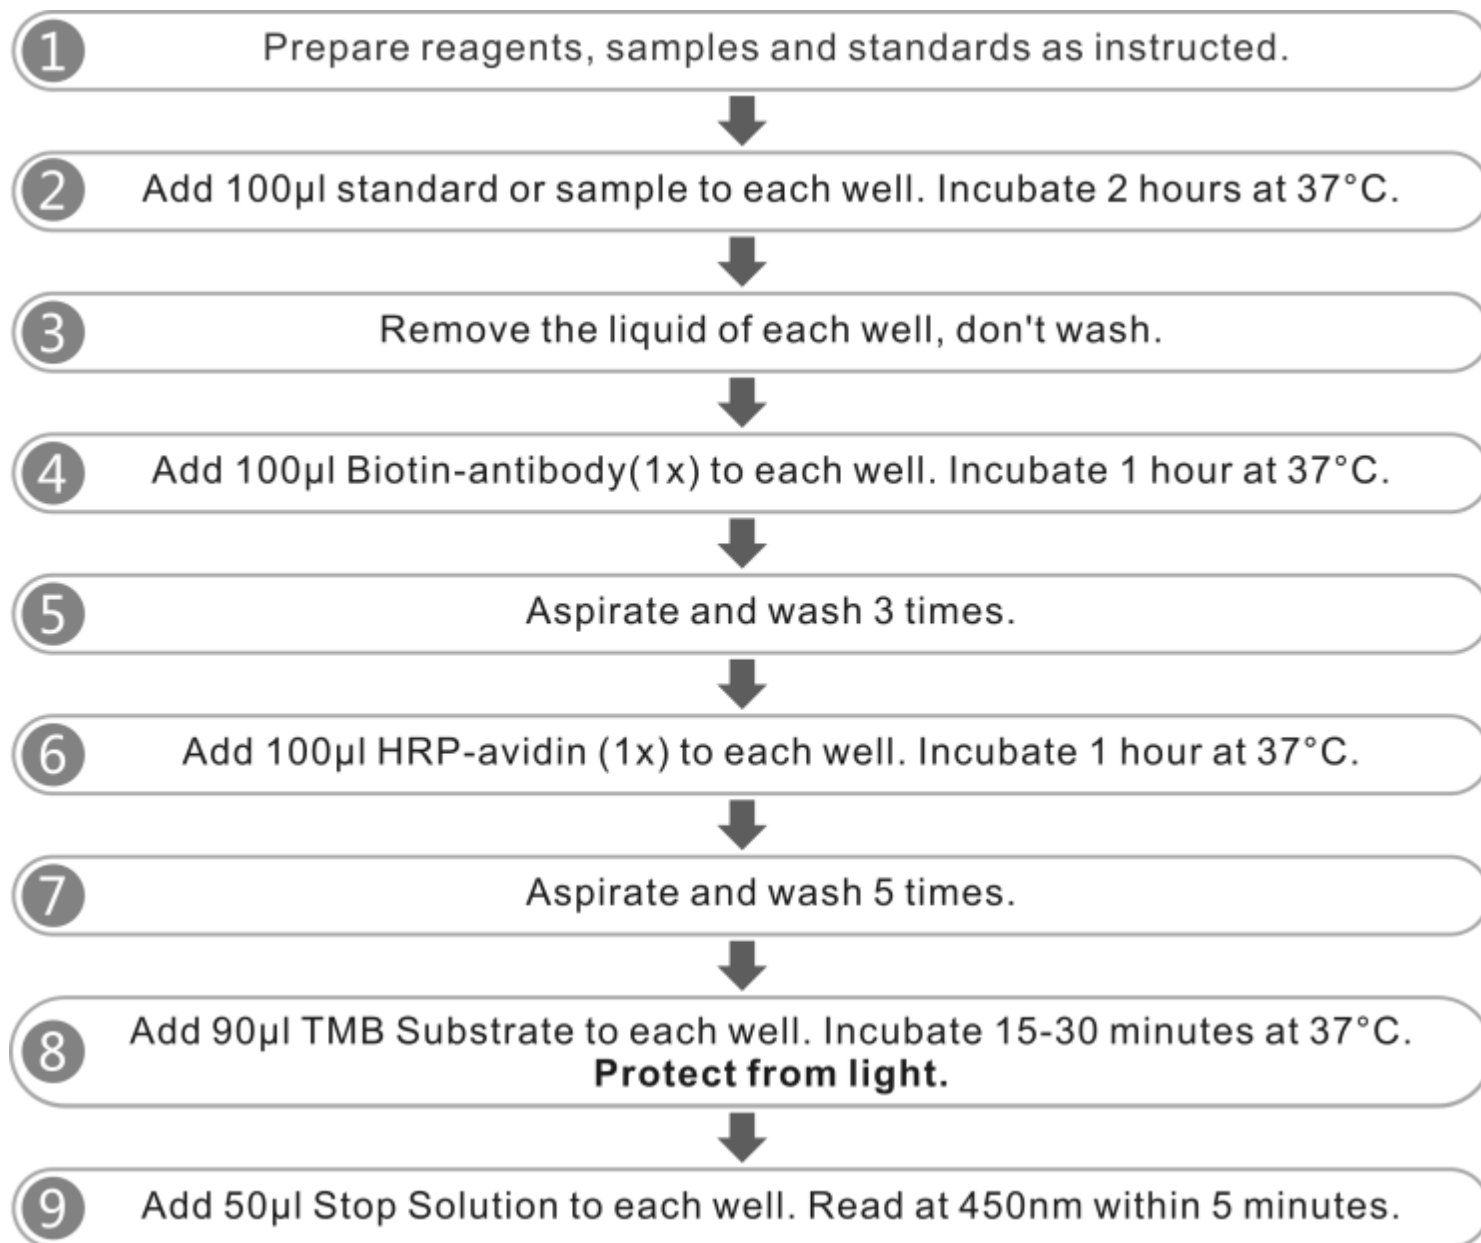 1 Prepare reagents, samples and standards as instructed.
2 Add 100µl standard or sample to each well. Incubate 2 hours at 37°C.
3 Remove the liquid of each well, don't wash.
4 Add 100µl Biotin-antibody(1x) to each well. Incubate 1 hour at 37°C.
5 Aspirate and wash 3 times.
6 Add 100µl HRP-avidin (1x) to each well. Incubate 1 hour at 37°C.
7 Aspirate and wash 5 times.
8 Add 90µl TMB Substrate to each well. Incubate 15-30 minutes at 37°C.
Protect from light.
9 Add 50µl Stop Solution to each well. Read at 450nm within 5 minutes.